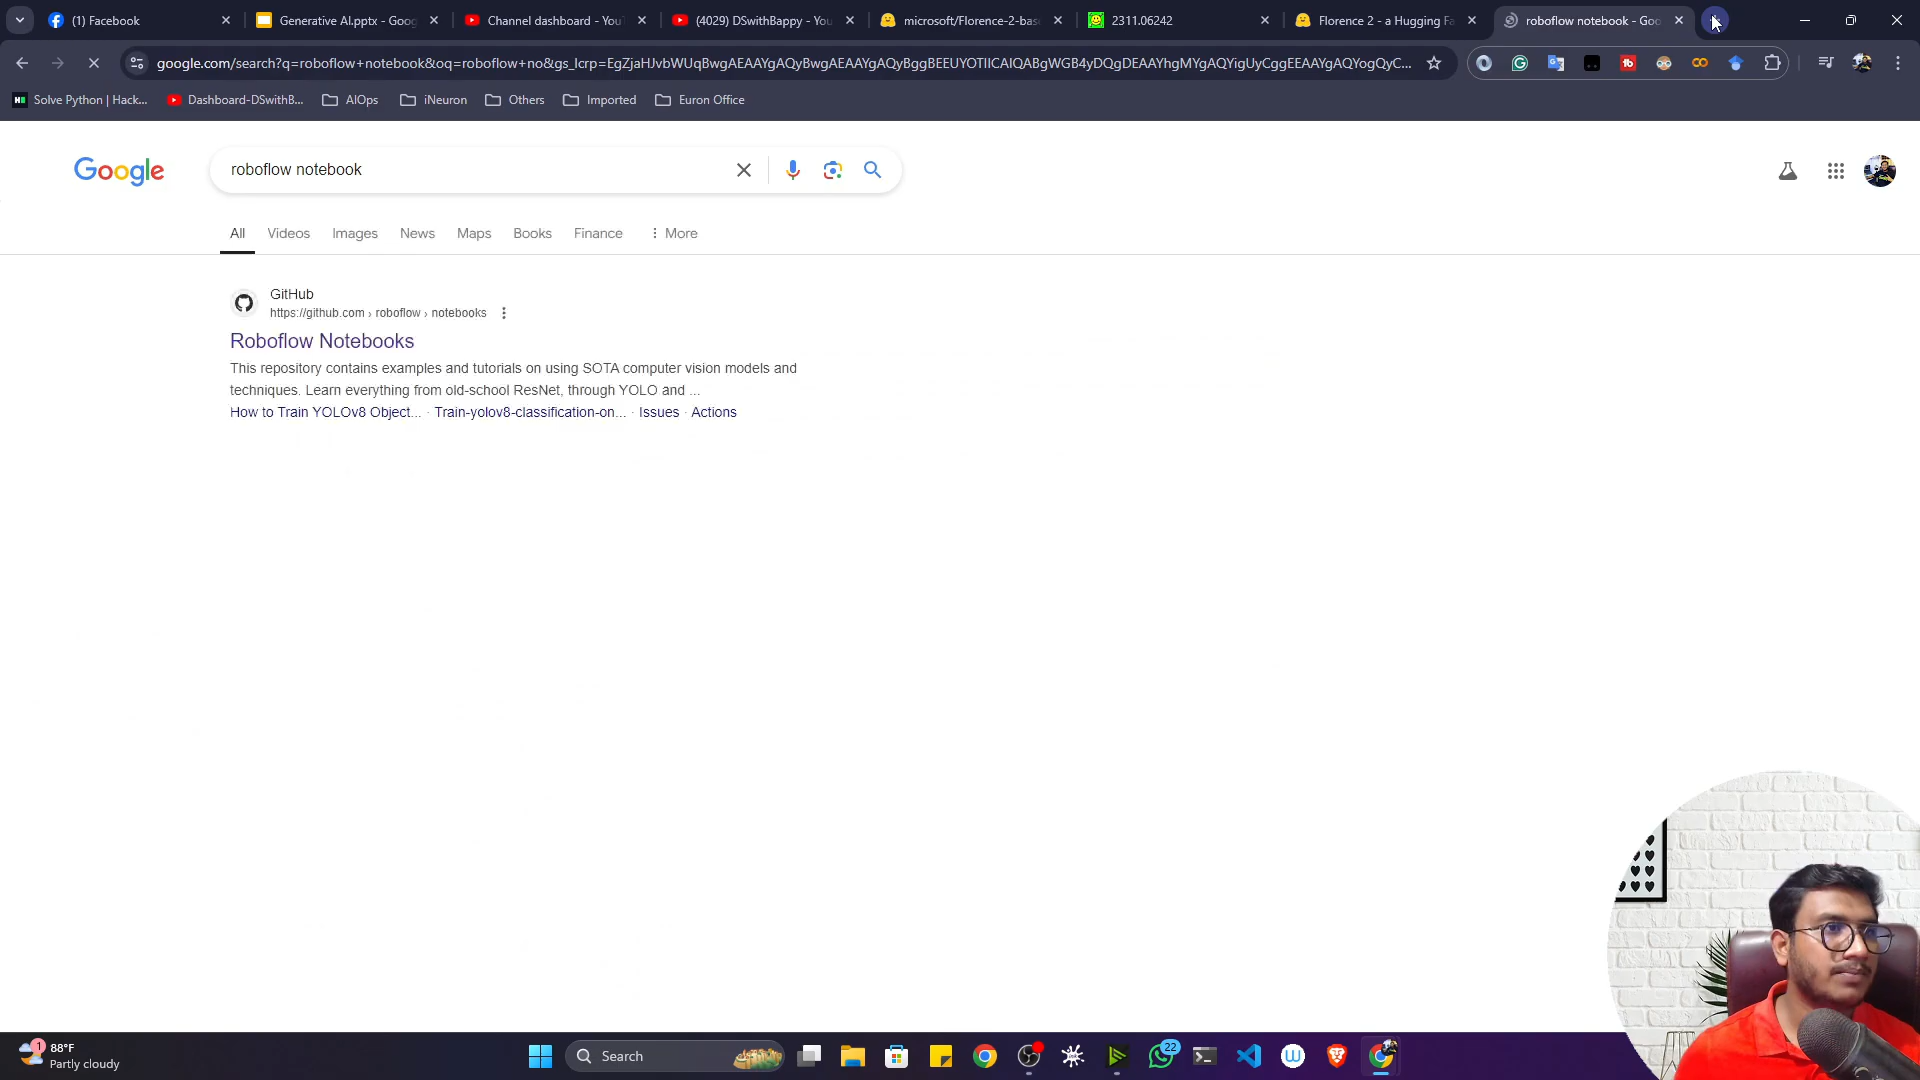 (1) Facebook
Generative AI.pptx - Goog
Channel dashboard - YouT
(4029) DSwithBappy - You
microsoft/Florence-2-bas
2311.06242
Florence 2 - a Hugging Fa
roboflow notebook - Goo
google.com/search?q=roboflow+notebook&oq=roboflow+no&gs_lcrp=EgZjaHJvbWUqBwgAEAAYgAQyBwgAEAAYgAQyBggBEEUYOTIICAIQABgWGB4yDQgDEAAYhgMYgAQYigUyCggEEAAYgAQYogQyC...
Solve Python | Hack...
Dashboard-DSwithB...
AIOps
iNeuron
Others
Imported
Euron Office
Google
roboflow notebook
All
Videos
Images
News
Maps
Books
Finance
More
GitHub
https://github.com › roboflow › notebooks
Roboflow Notebooks
This repository contains examples and tutorials on using SOTA computer vision models and
techniques. Learn everything from old-school ResNet, through YOLO and ...
How to Train YOLOv8 Object... · Train-yolov8-classification-on... · Issues · Actions
1
88°F
Partly cloudy
Search
22